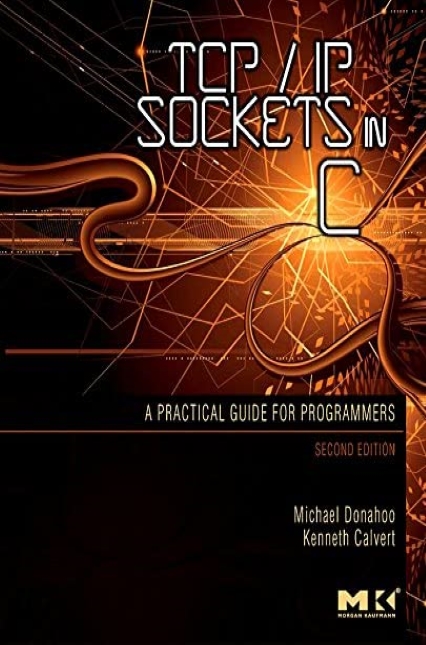 TCP / IP
SOCKETS IN
C
A PRACTICAL GUIDE FOR PROGRAMMERS
SECOND EDITION
Michael Donahoo
Kenneth Calvert
MK®
MORGAN KAUFMANN